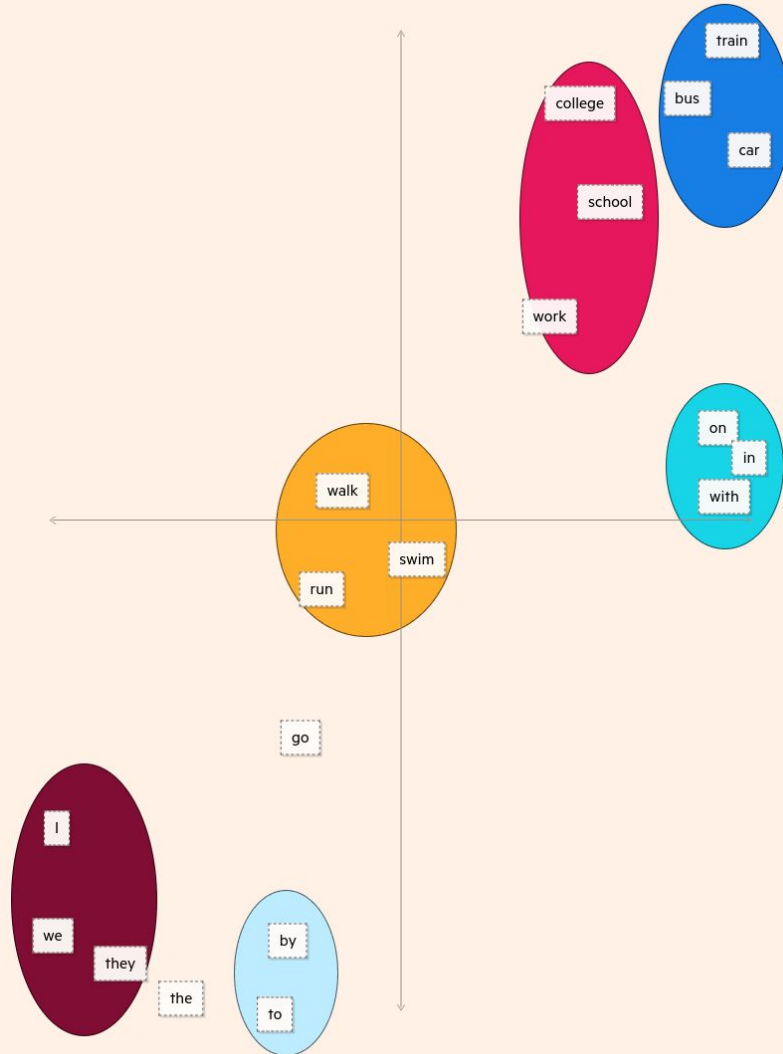 train
bus
college
car
school
work
on
in
with
walk
swim
run
go
I
we
by
they
the
to